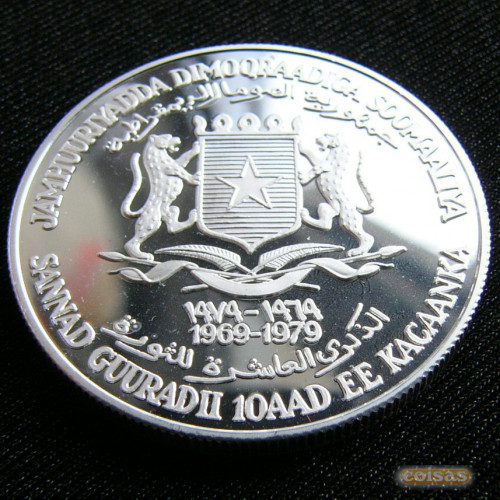 JAMHUURIYADDA DIMOQRAADIGA SOOMAALIYA
جمهورية الصومال الديمقراطية
١٩٧٩ - ١٩٦٩
1969-1979
الذكرى العاشرة للثورة
SANNAD GUURADII 10AAD EE KACAANKA
coisas